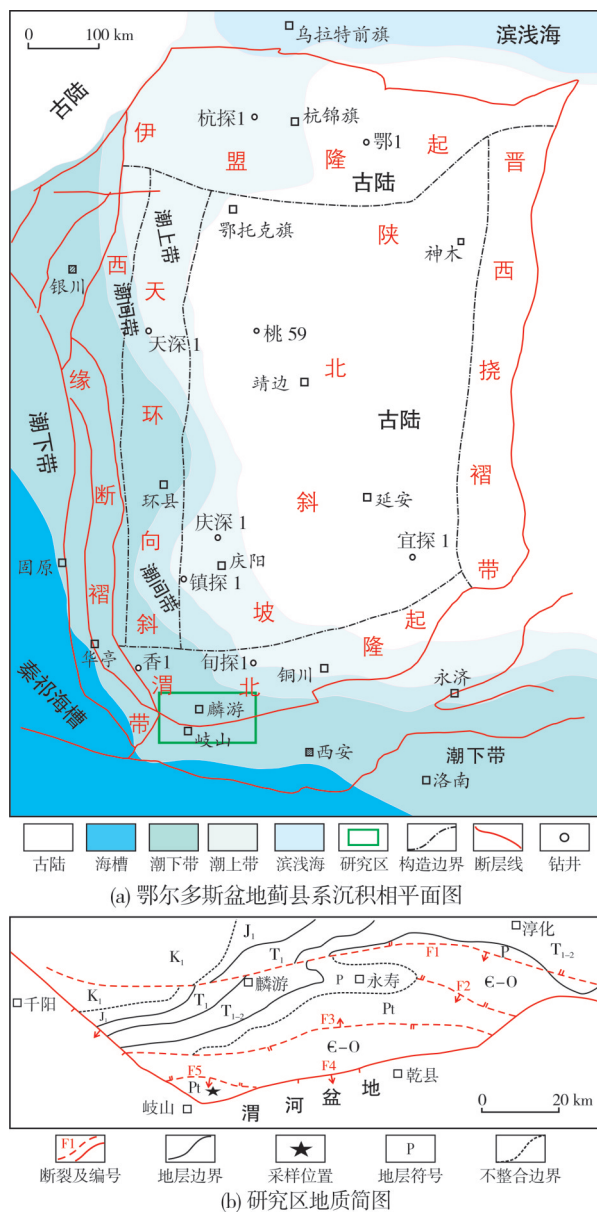 0 100 km
乌拉特前旗
滨浅海
古陆
杭探1
杭锦旗
鄂1
伊盟隆起
古陆
晋西挠褶带
鄂托克旗
潮上带
陕北斜坡
神木
银川
西缘断褶带
天环向斜
潮间带
天深1
桃59
靖边
古陆
潮下带
环县
延安
庆深1
宜探1
庆阳
固原
镇探1
潮间带
华亭
香1
旬探1
铜川
渭北隆起
永济
秦祁海槽
麟游
岐山
西安
潮下带
洛南
古陆 海槽 潮下带 潮上带 滨浅海 研究区 构造边界 断层线 钻井
(a) 鄂尔多斯盆地蓟县系沉积相平面图
淳化
J₁
K₁
F1
P
T₁₋₂
T₁
麟游
P
永寿
Є-O
千阳
K₁
T₁
F2
J₁
T₁₋₂
Pt
F3
Є-O
F5
F4
Pt
乾县
岐山
渭河盆地
0 20 km
F1
P
断裂及编号 地层边界 采样位置 地层符号 不整合边界
(b) 研究区地质简图